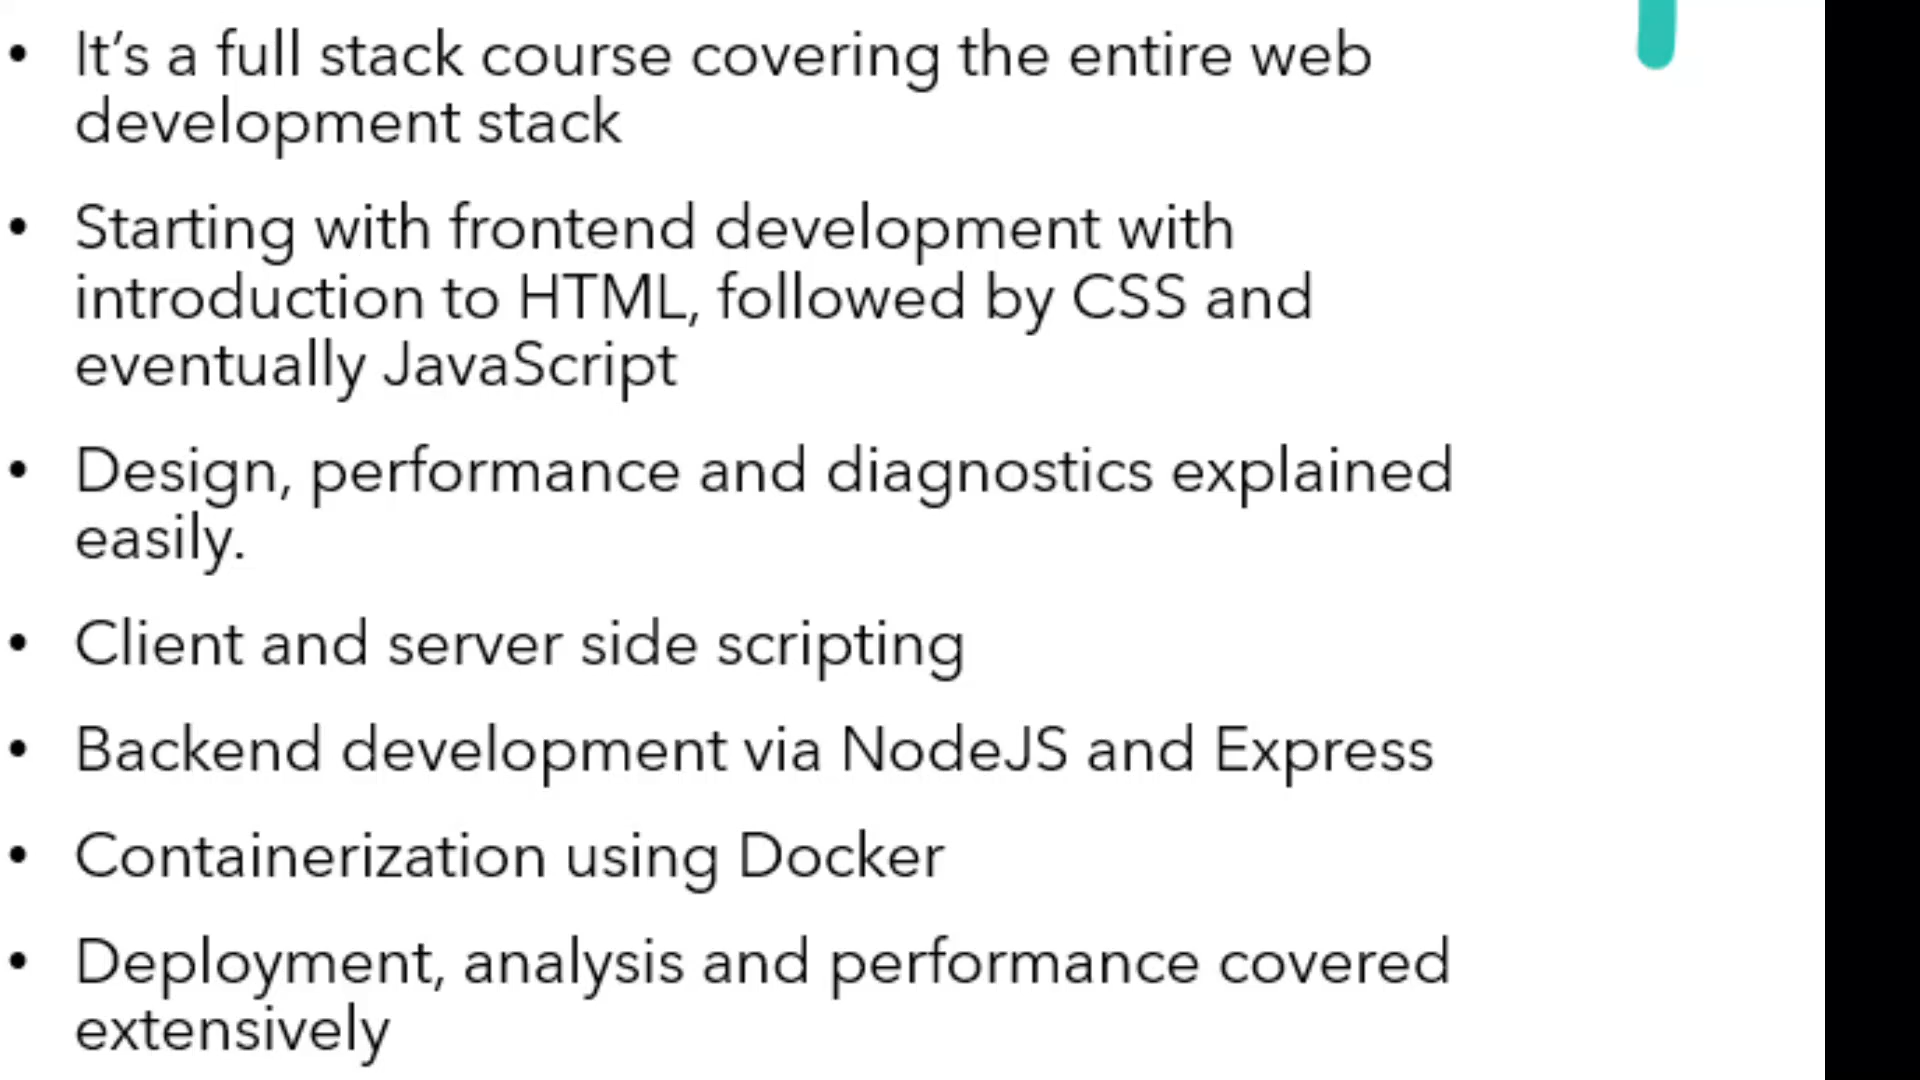 • It’s a full stack course covering the entire web
development stack
• Starting with frontend development with
introduction to HTML, followed by CSS and
eventually JavaScript
• Design, performance and diagnostics explained
easily.
• Client and server side scripting
• Backend development via NodeJS and Express
• Containerization using Docker
• Deployment, analysis and performance covered
extensively